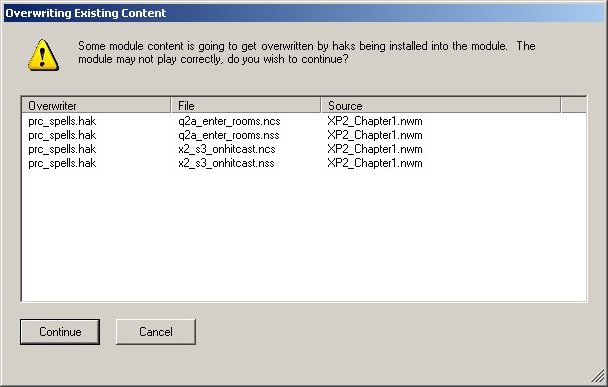 Overwriting Existing Content
Some module content is going to get overwritten by haks being installed into the module. The
module may not play correctly, do you wish to continue?
Overwriter File Source
prc_spells.hak q2a_enter_rooms.ncs XP2_Chapter1.nwm
prc_spells.hak q2a_enter_rooms.nss XP2_Chapter1.nwm
prc_spells.hak x2_s3_onhitcast.ncs XP2_Chapter1.nwm
prc_spells.hak x2_s3_onhitcast.nss XP2_Chapter1.nwm
Continue Cancel